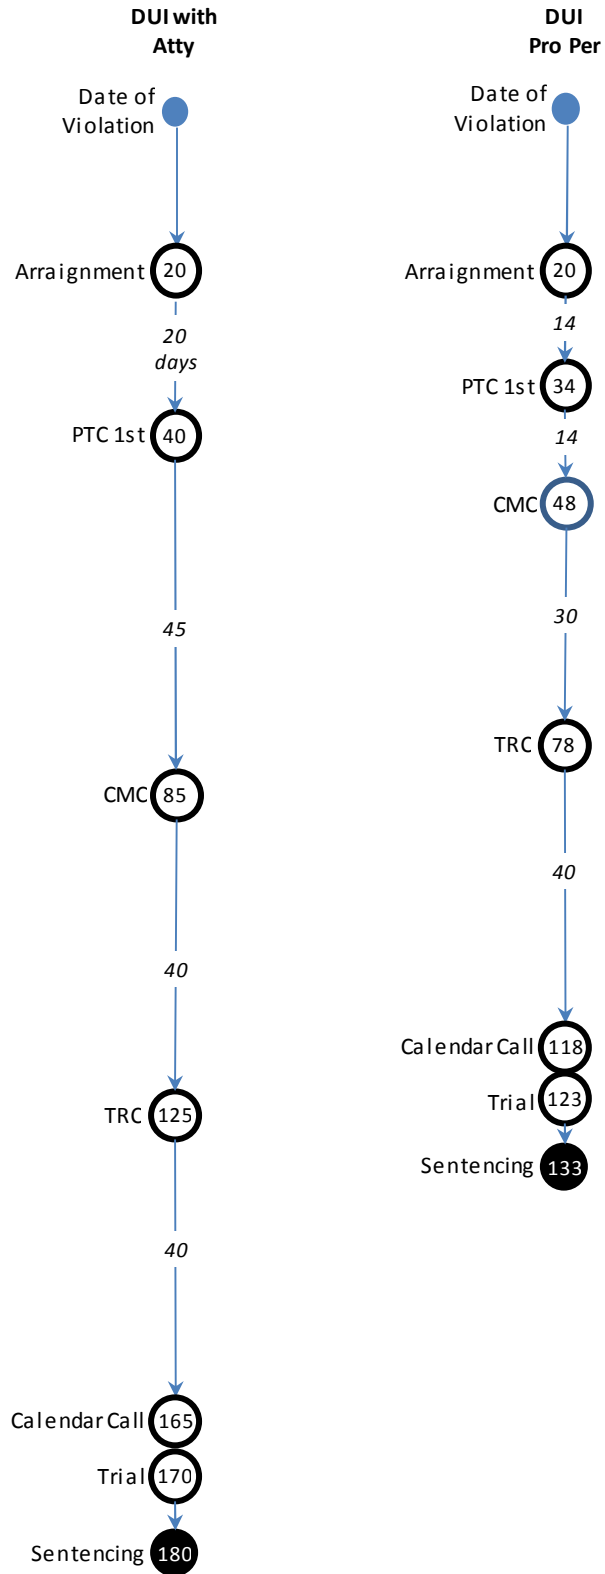 DUI with
Atty
Date of
Violation
Arraignment 20
20
days
PTC 1st 40
45
CMC 85
40
TRC 125
40
Calendar Call 165
Trial 170
Sentencing 180
DUI
Pro Per
Date of
Violation
Arraignment 20
14
PTC 1st 34
14
CMC 48
30
TRC 78
40
Calendar Call 118
Trial 123
Sentencing 133